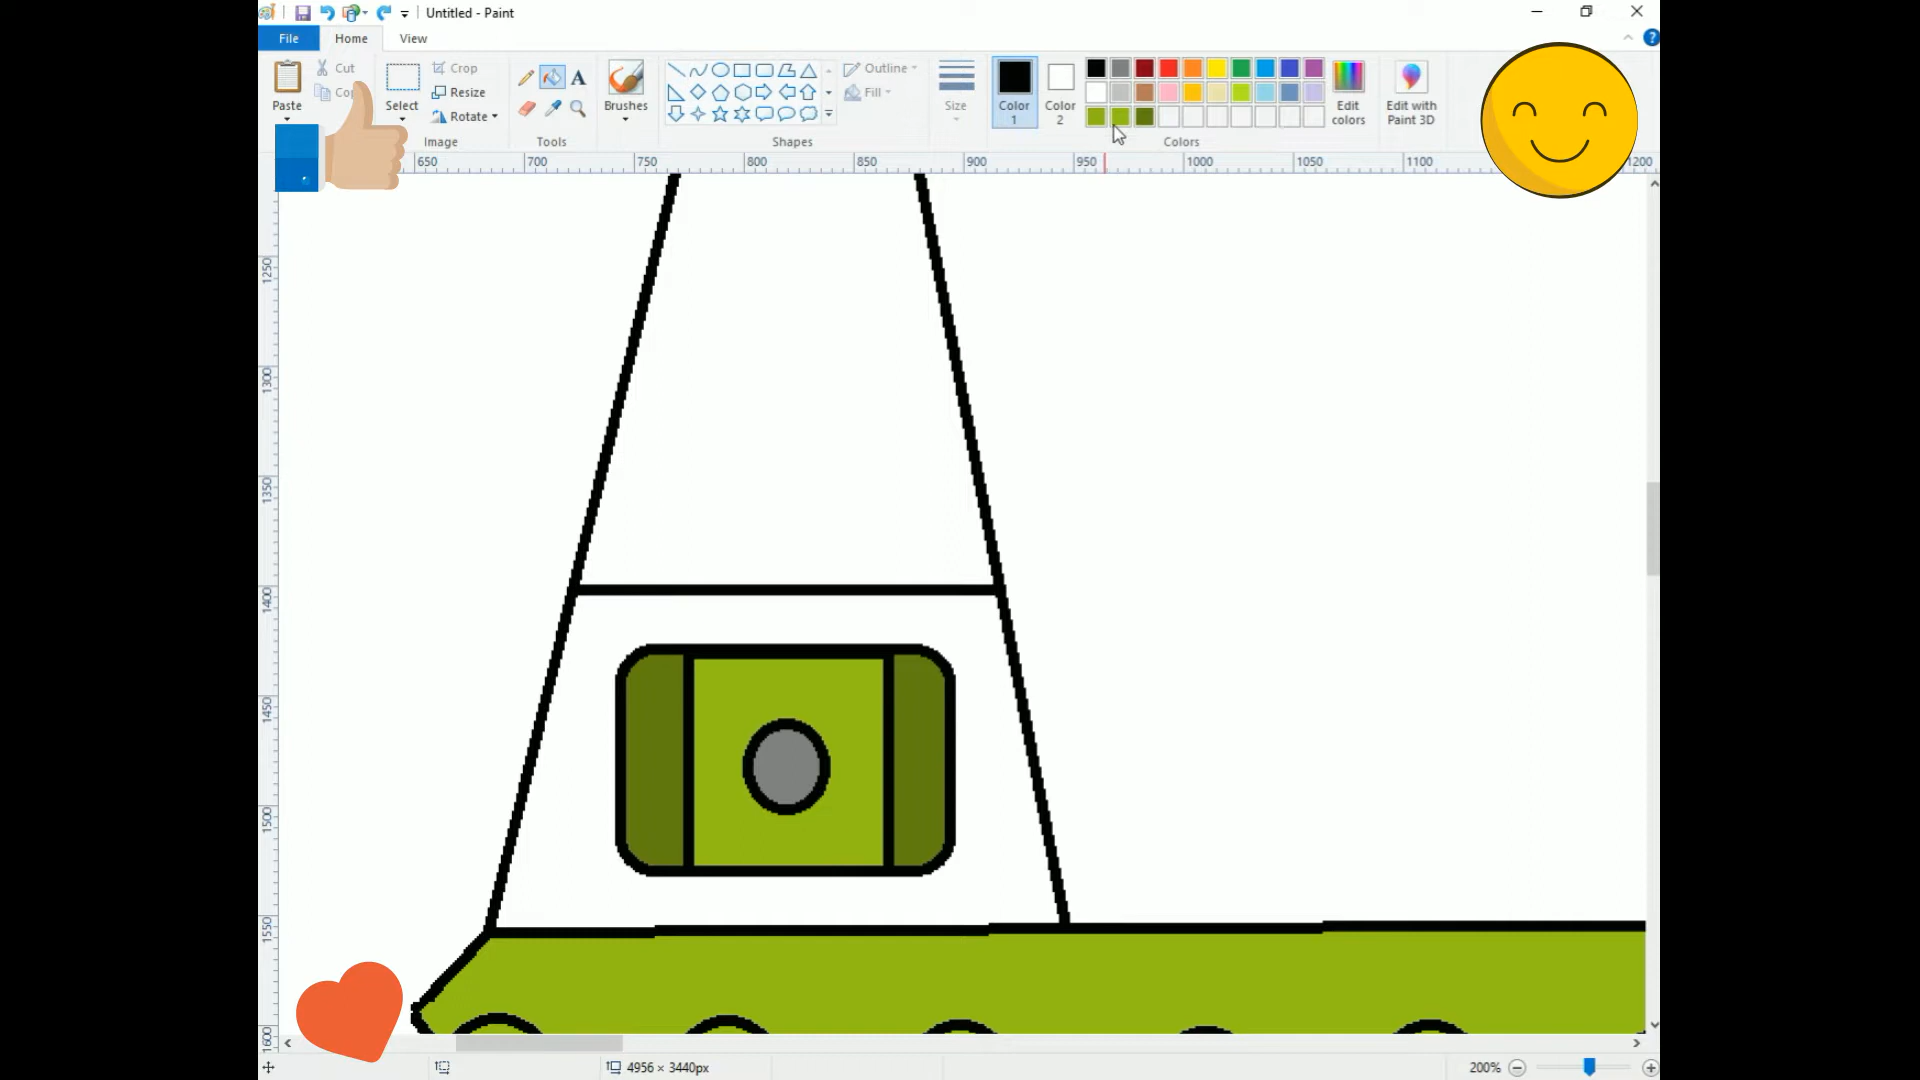 Untitled - Paint
File Home View
Cut
Crop
Outline
Co
Resize
Fill
Paste
Select
Rotate
Brushes
Size
Color 1
Color 2
Edit colors
Edit with Paint 3D
Image
Tools
Shapes
Colors
650 700 750 800 850 900 950 1000 1050 1100 1200
1250
1300
1350
1400
1450
1500
1550
1600
4956 × 3440px
200%